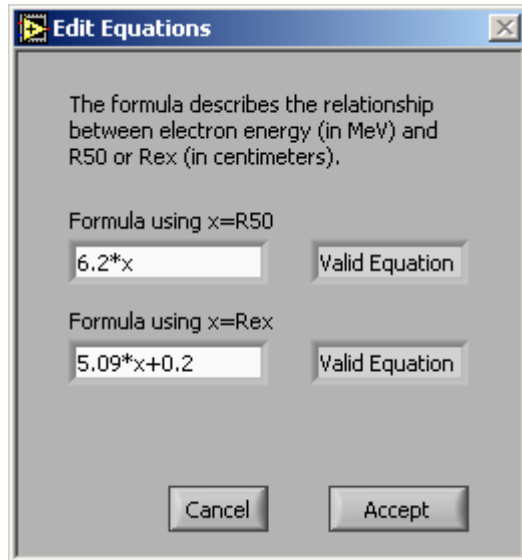 Edit Equations
The formula describes the relationship
between electron energy (in MeV) and
R50 or Rex (in centimeters).
Formula using x=R50
6.2*x
Valid Equation
Formula using x=Rex
5.09*x+0.2
Valid Equation
Cancel
Accept